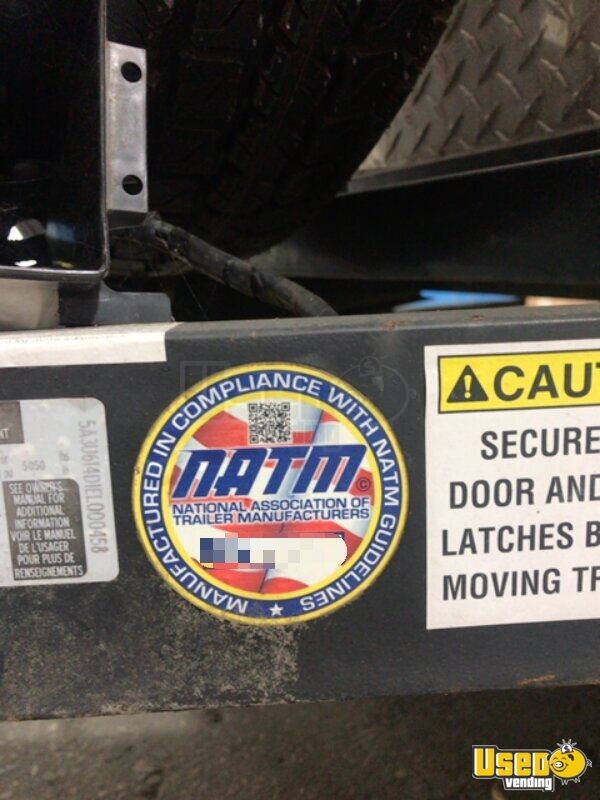 NT
5050
SEE OWNER'S
MANUAL FOR
ADDITIONAL
INFORMATION
VOIR LE MANUEL
DE L'USAGER
POUR PLUS DE
RENSEIGNEMENTS
MANUFACTURED IN COMPLIANCE WITH NATM GUIDELINES
NATM
NATIONAL ASSOCIATION OF
TRAILER MANUFACTURERS
CAUT
SECURE
DOOR AND
LATCHES B
MOVING TR
USED
vending